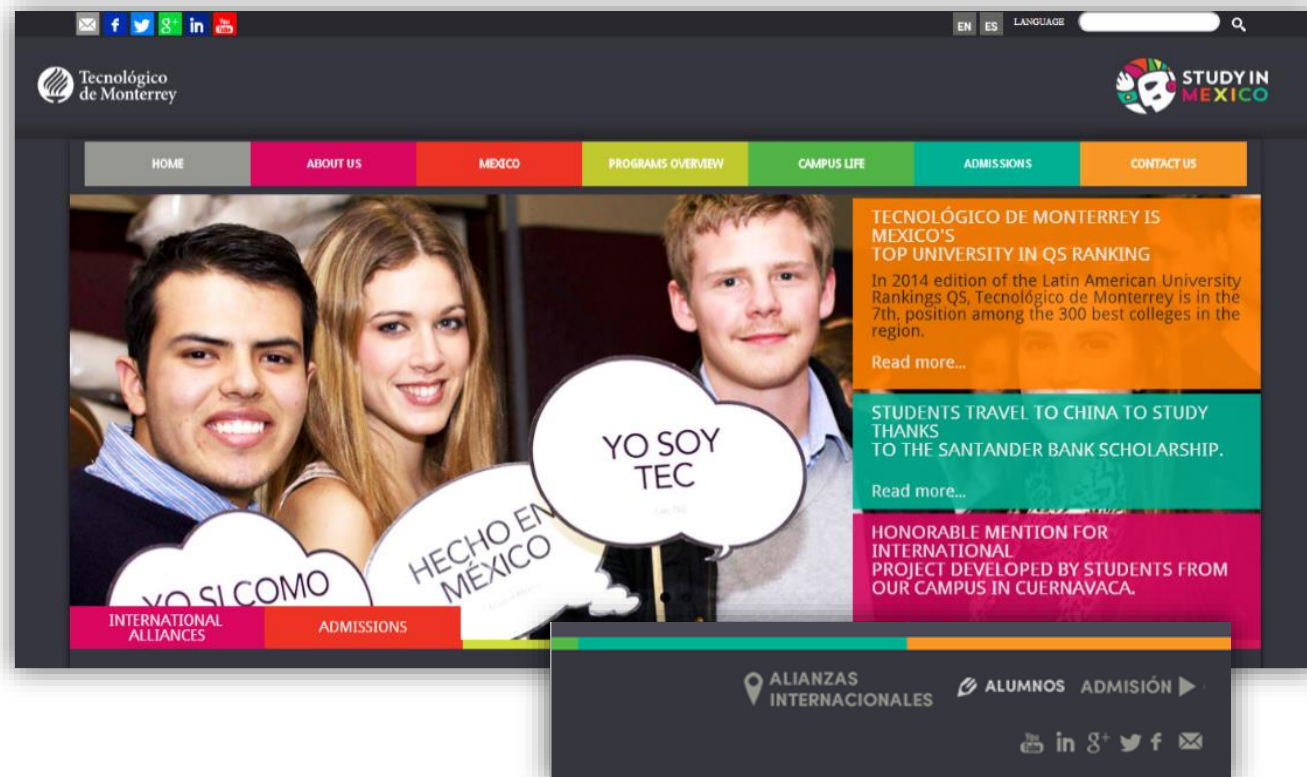 EN ES LANGUAGE
Tecnológico
de Monterrey
STUDY IN
MEXICO
HOME ABOUT US MEXICO PROGRAMS OVERVIEW CAMPUS LIFE ADMISSIONS CONTACT US
TECNOLÓGICO DE MONTERREY IS
MEXICO'S
TOP UNIVERSITY IN QS RANKING
In 2014 edition of the Latin American University
Rankings QS, Tecnológico de Monterrey is in the
7th. position among the 300 best colleges in the
region.
Read more...
STUDENTS TRAVEL TO CHINA TO STUDY
THANKS
TO THE SANTANDER BANK SCHOLARSHIP.
Read more...
HONORABLE MENTION FOR
INTERNATIONAL
PROJECT DEVELOPED BY STUDENTS FROM
OUR CAMPUS IN CUERNAVACA.
YO SOY
TEC
HECHO EN
MÉXICO
YO SI COMO
INTERNATIONAL
ALLIANCES
ADMISSIONS
ALIANZAS
INTERNACIONALES
ALUMNOS
ADMISIÓN